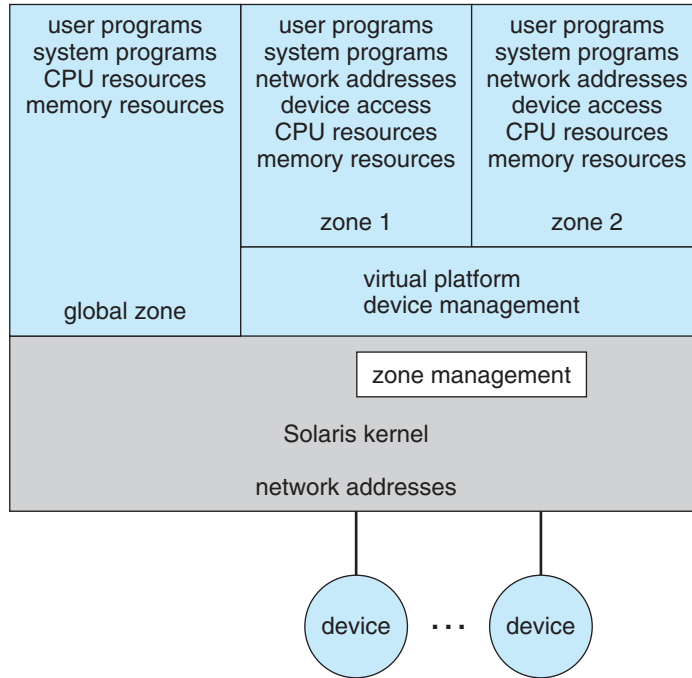 user programs
system programs
CPU resources
memory resources
global zone
user programs
system programs
network addresses
device access
CPU resources
memory resources
zone 1
user programs
system programs
network addresses
device access
CPU resources
memory resources
zone 2
virtual platform
device management
zone management
Solaris kernel
network addresses
device
...
device